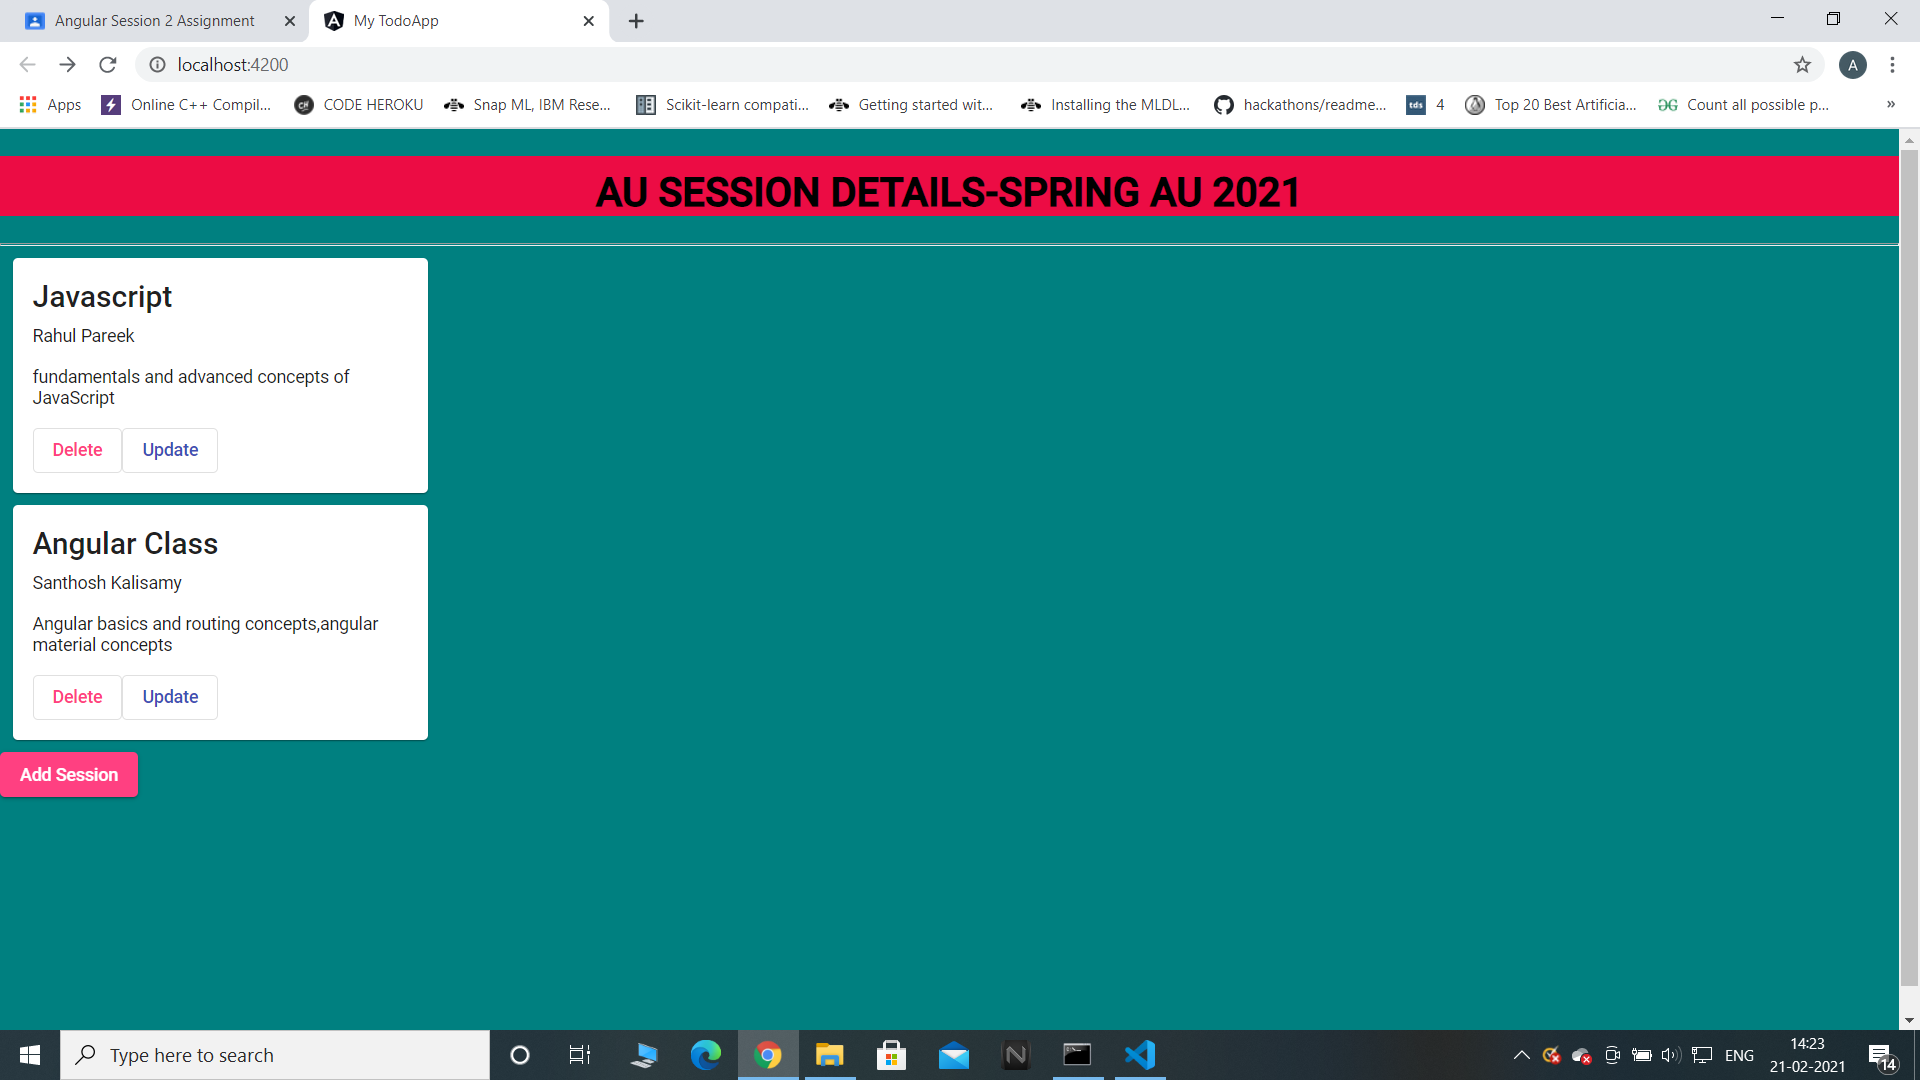 Angular Session 2 Assignment
My TodoApp
localhost:4200
A
Apps
Online C++ Compil...
CODE HEROKU
Snap ML, IBM Rese...
Scikit-learn compati...
Getting started wit...
Installing the MLDL...
hackathons/readme...
tds
4
Top 20 Best Artificia...
Count all possible p...
»
AU SESSION DETAILS-SPRING AU 2021
Javascript
Rahul Pareek
fundamentals and advanced concepts of
JavaScript
Delete
Update
Angular Class
Santhosh Kalisamy
Angular basics and routing concepts,angular
material concepts
Delete
Update
Add Session
Type here to search
N
ENG
14:23
21-02-2021
14